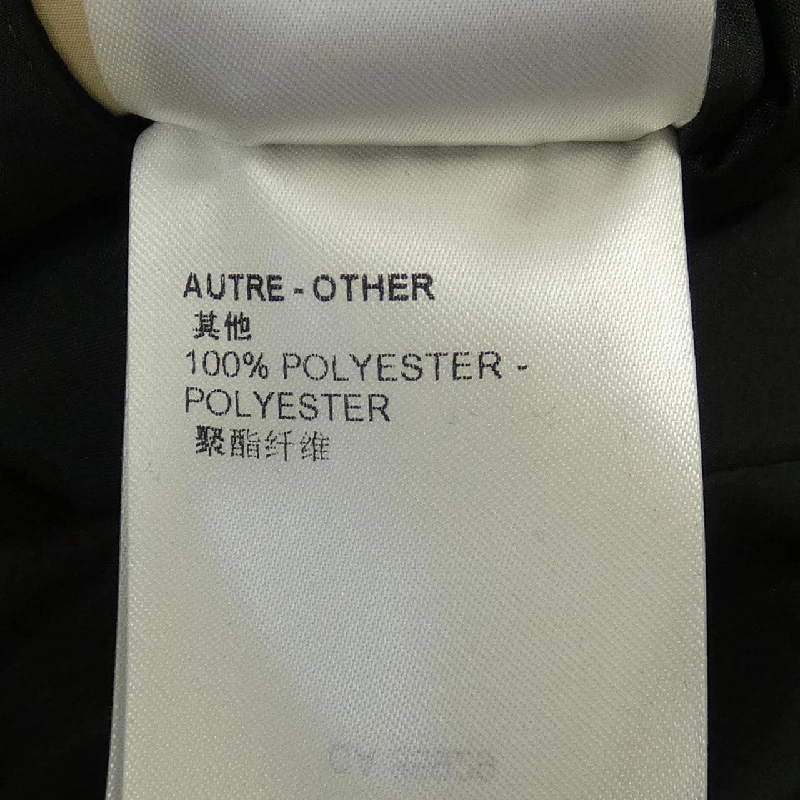 AUTRE - OTHER
其他
100% POLYESTER -
POLYESTER
聚酯纤维